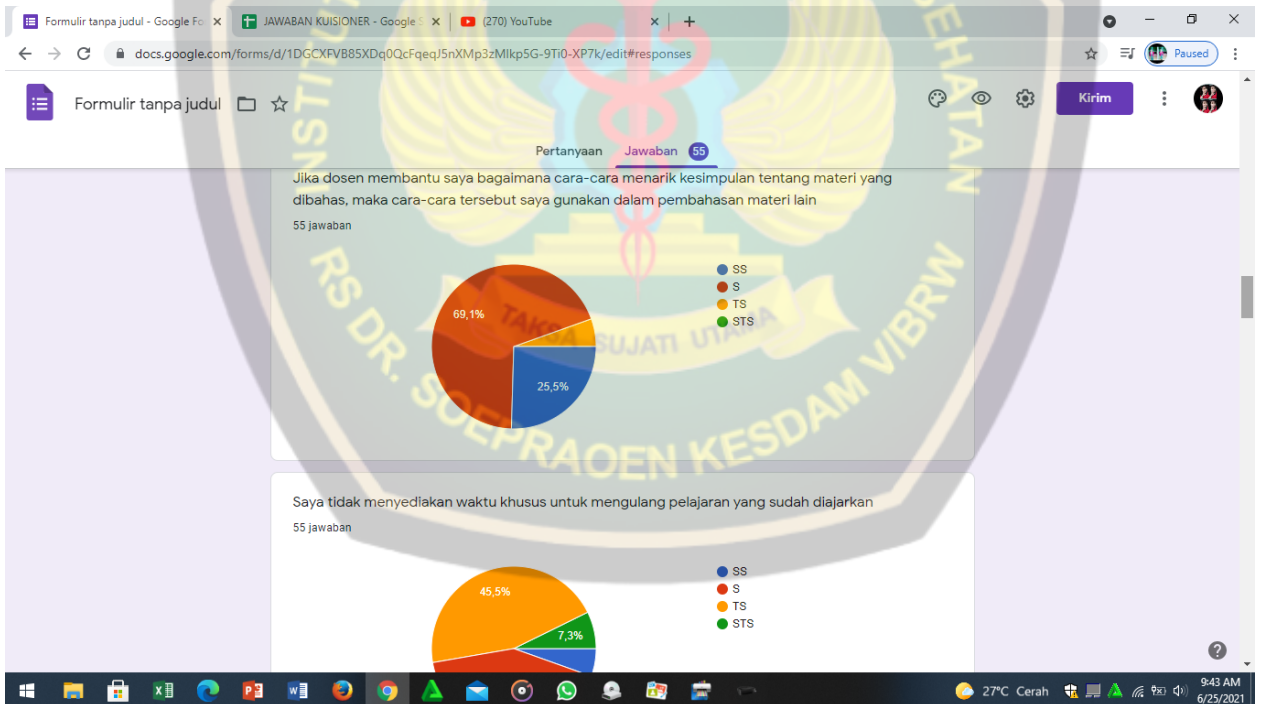 Formulir tanpa judul - Google Fo
JAWABAN KUISIONER - Google S
(270) YouTube
docs.google.com/forms/d/1DGCXFVB85XDq0QcFqeqJ5nXMp3zMIkp5G-9Ti0-XP7k/edit#responses
Paused
Formulir tanpa judul
Kirim
Pertanyaan Jawaban 55
Jika dosen membantu saya bagaimana cara-cara menarik kesimpulan tentang materi yang
dibahas, maka cara-cara tersebut saya gunakan dalam pembahasan materi lain
55 jawaban
SS
S
TS
STS
69,1%
25,5%
Saya tidak menyediakan waktu khusus untuk mengulang pelajaran yang sudah diajarkan
55 jawaban
SS
S
TS
STS
45,5%
7,3%
INSTITU
SEHATAN
RS DR. SOEPRAOEN KESDAM V/BRW
TAKSA SUJATI UTAMA
27°C Cerah
9:43 AM
6/25/2021